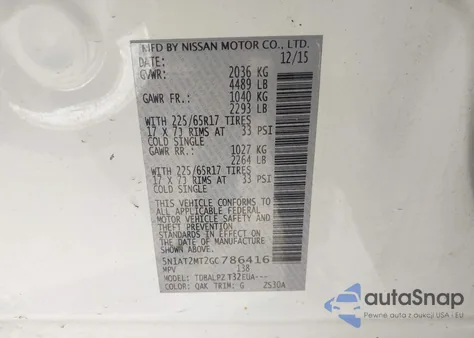 MFD BY NISSAN MOTOR CO., LTD.
DATE: 12/15
GVWR: 2036 KG
4489 LB
GAWR FR.: 1040 KG
2293 LB
WITH 225/65R17 TIRES
17 X 7J RIMS AT 33 PSI
COLD SINGLE
GAWR RR.: 1027 KG
2264 LB
WITH 225/65R17 TIRES
17 X 7J RIMS AT 33 PSI
COLD SINGLE
THIS VEHICLE CONFORMS TO
ALL APPLICABLE FEDERAL
MOTOR VEHICLE SAFETY AND
THEFT PREVENTION
STANDARDS IN EFFECT ON
THE DATE OF MANUFACTURE
SHOWN ABOVE.
5N1AT2MT2GC786416
MPV 138
MODEL: TDBALPZ T32EUA---
COLOR: QAK TRIM: G ZS30A
autoSnap
Pewne auta z aukcji USA - EU